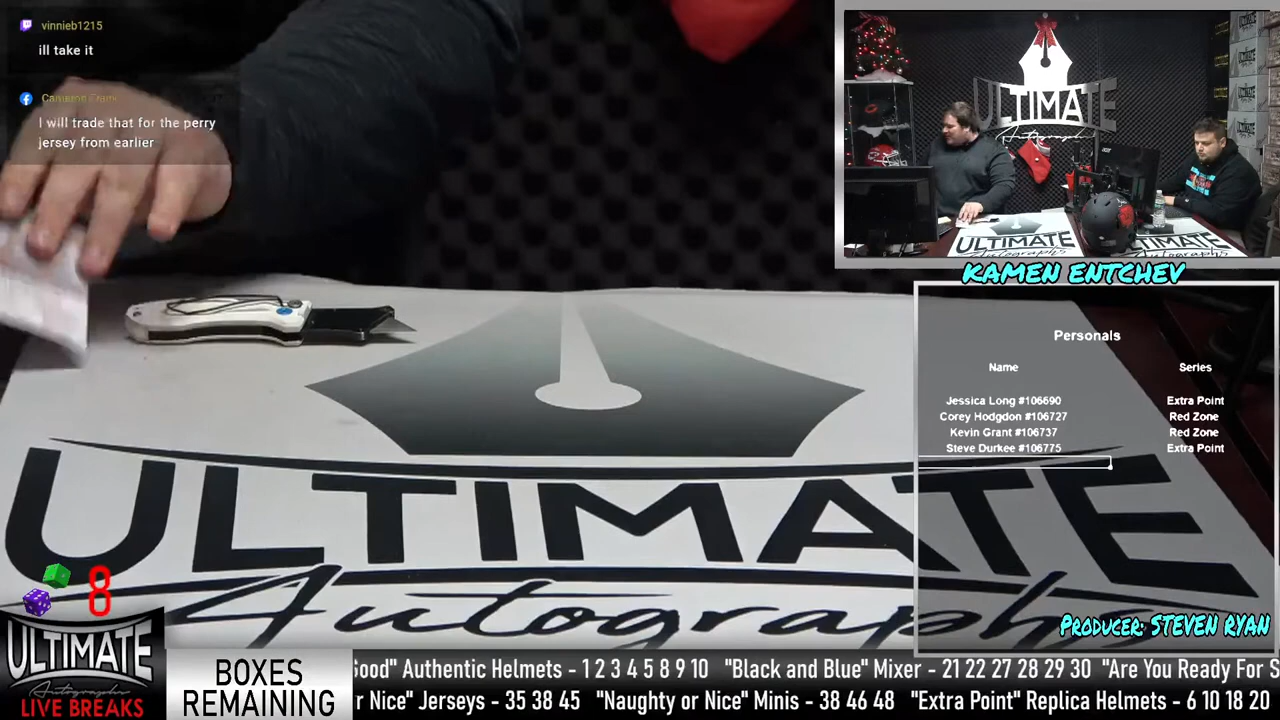 vinnieb1215
ill take it
Cameron
I will trade that for the perry
jersey from earlier
ULTIMATE
Autographs
ULTIMATE
Autographs
ULTIMATE
KAMEN ENTCHEV
Personals
Name Series
Jessica Long #106690 Extra Point
Corey Hodgdon #106727 Red Zone
Kevin Grant #106737 Red Zone
Steve Durkee #106775 Extra Point
ULTIMATE
Autographs
Producer: STEVEN RYAN
8
ULTIMATE
Autographs
LIVE BREAKS
BOXES
REMAINING
Good" Authentic Helmets - 1 2 3 4 5 8 9 10 "Black and Blue" Mixer - 21 22 27 28 29 30 "Are You Ready For S
r Nice" Jerseys - 35 38 45 "Naughty or Nice" Minis - 38 46 48 "Extra Point" Replica Helmets - 6 10 18 20